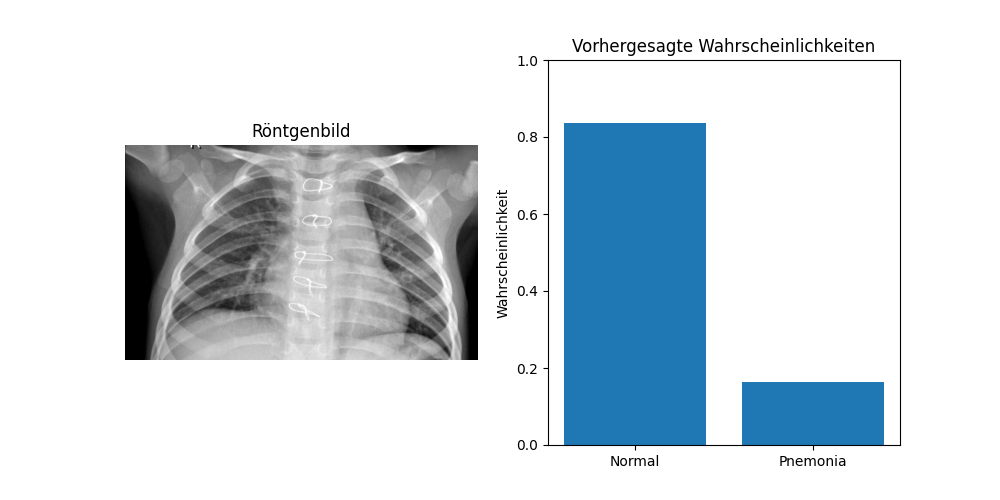 Röntgenbild
Vorhergesagte Wahrscheinlichkeiten
Wahrscheinlichkeit
1.0
0.8
0.6
0.4
0.2
0.0
Normal
Pnemonia